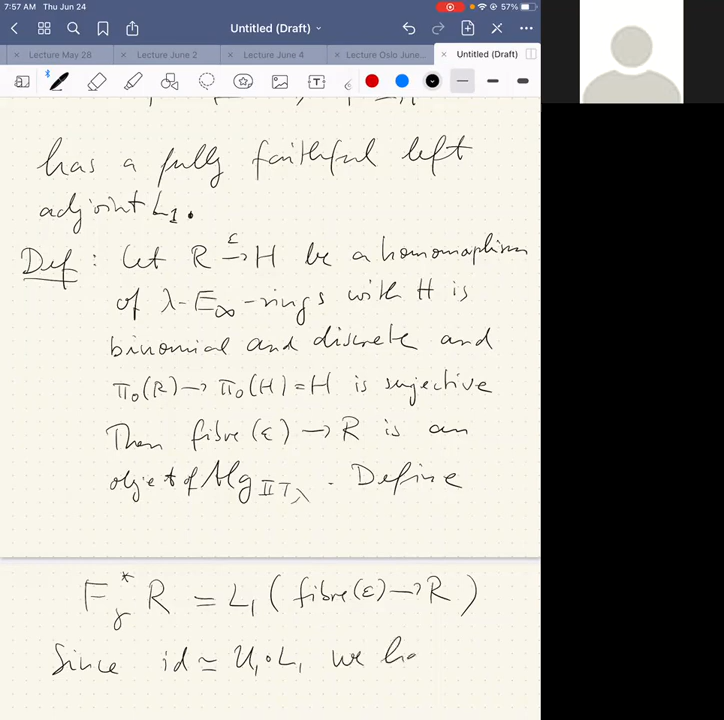 7:57 AM Thu Jun 24
57%
Untitled (Draft)
Lecture May 28
Lecture June 2
Lecture June 4
Lecture Oslo June...
Untitled (Draft)
has a fully faithful left
adjoint L₁.
Def : Let R →^ε H be a homomorphism
of λ-E∞-rings with H is
binomial and discrete and
π₀(R) → π₀(H) = H is surjective
Then fibre(ε) → R is an
object of Alg_{IIT_λ} . Define
F_γ^* R = L₁ ( fibre(ε) → R )
Since id ≃ U₁∘L₁ we ha